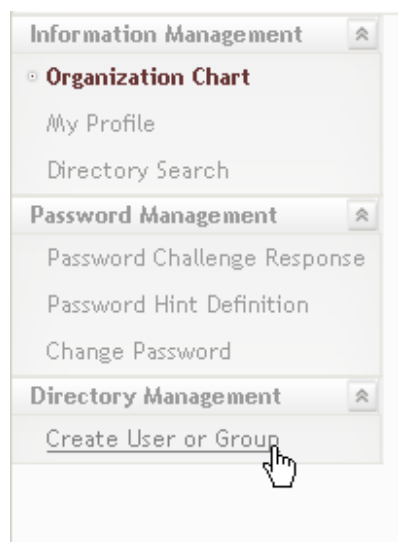 Information Management
Organization Chart
My Profile
Directory Search
Password Management
Password Challenge Response
Password Hint Definition
Change Password
Directory Management
Create User or Group